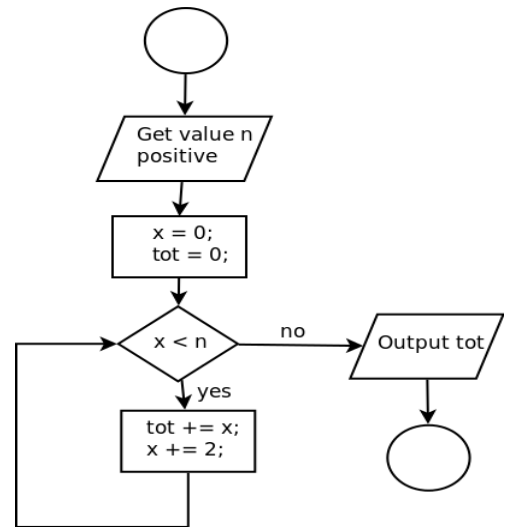 Get value n
positive
x = 0;
tot = 0;
x < n
no
Output tot
yes
tot += x;
x += 2;